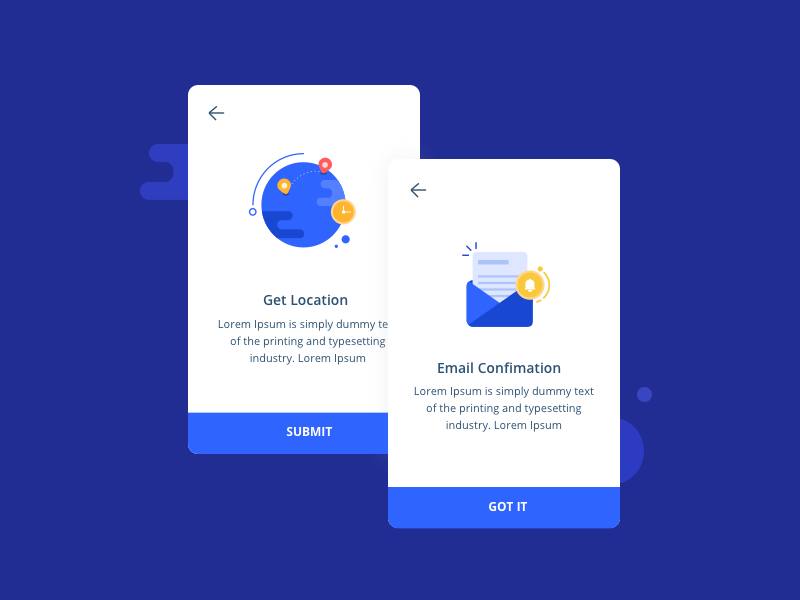 Get Location
Lorem Ipsum is simply dummy te
of the printing and typesetting
industry. Lorem Ipsum
SUBMIT
Email Confimation
Lorem Ipsum is simply dummy text
of the printing and typesetting
industry. Lorem Ipsum
GOT IT